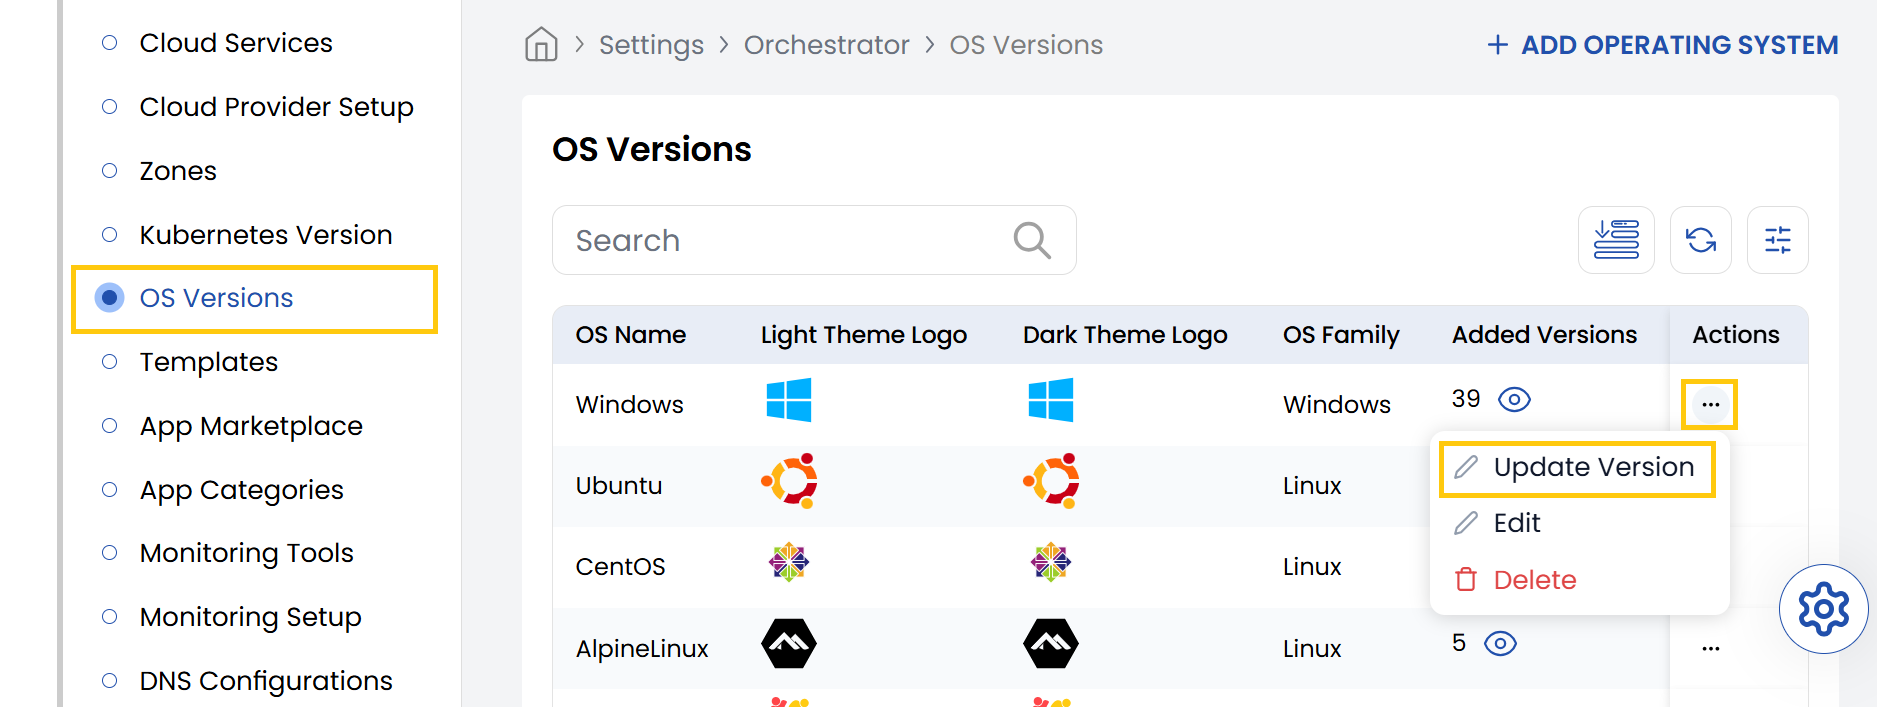 Cloud Services
Cloud Provider Setup
Zones
Kubernetes Version
OS Versions
Templates
App Marketplace
App Categories
Monitoring Tools
Monitoring Setup
DNS Configurations
Settings > Orchestrator > OS Versions
+ ADD OPERATING SYSTEM
OS Versions
Search
OS Name Light Theme Logo Dark Theme Logo OS Family Added Versions Actions
Windows Windows 39 ...
Ubuntu Linux
CentOS Linux
AlpineLinux Linux 5 ...
Update Version
Edit
Delete